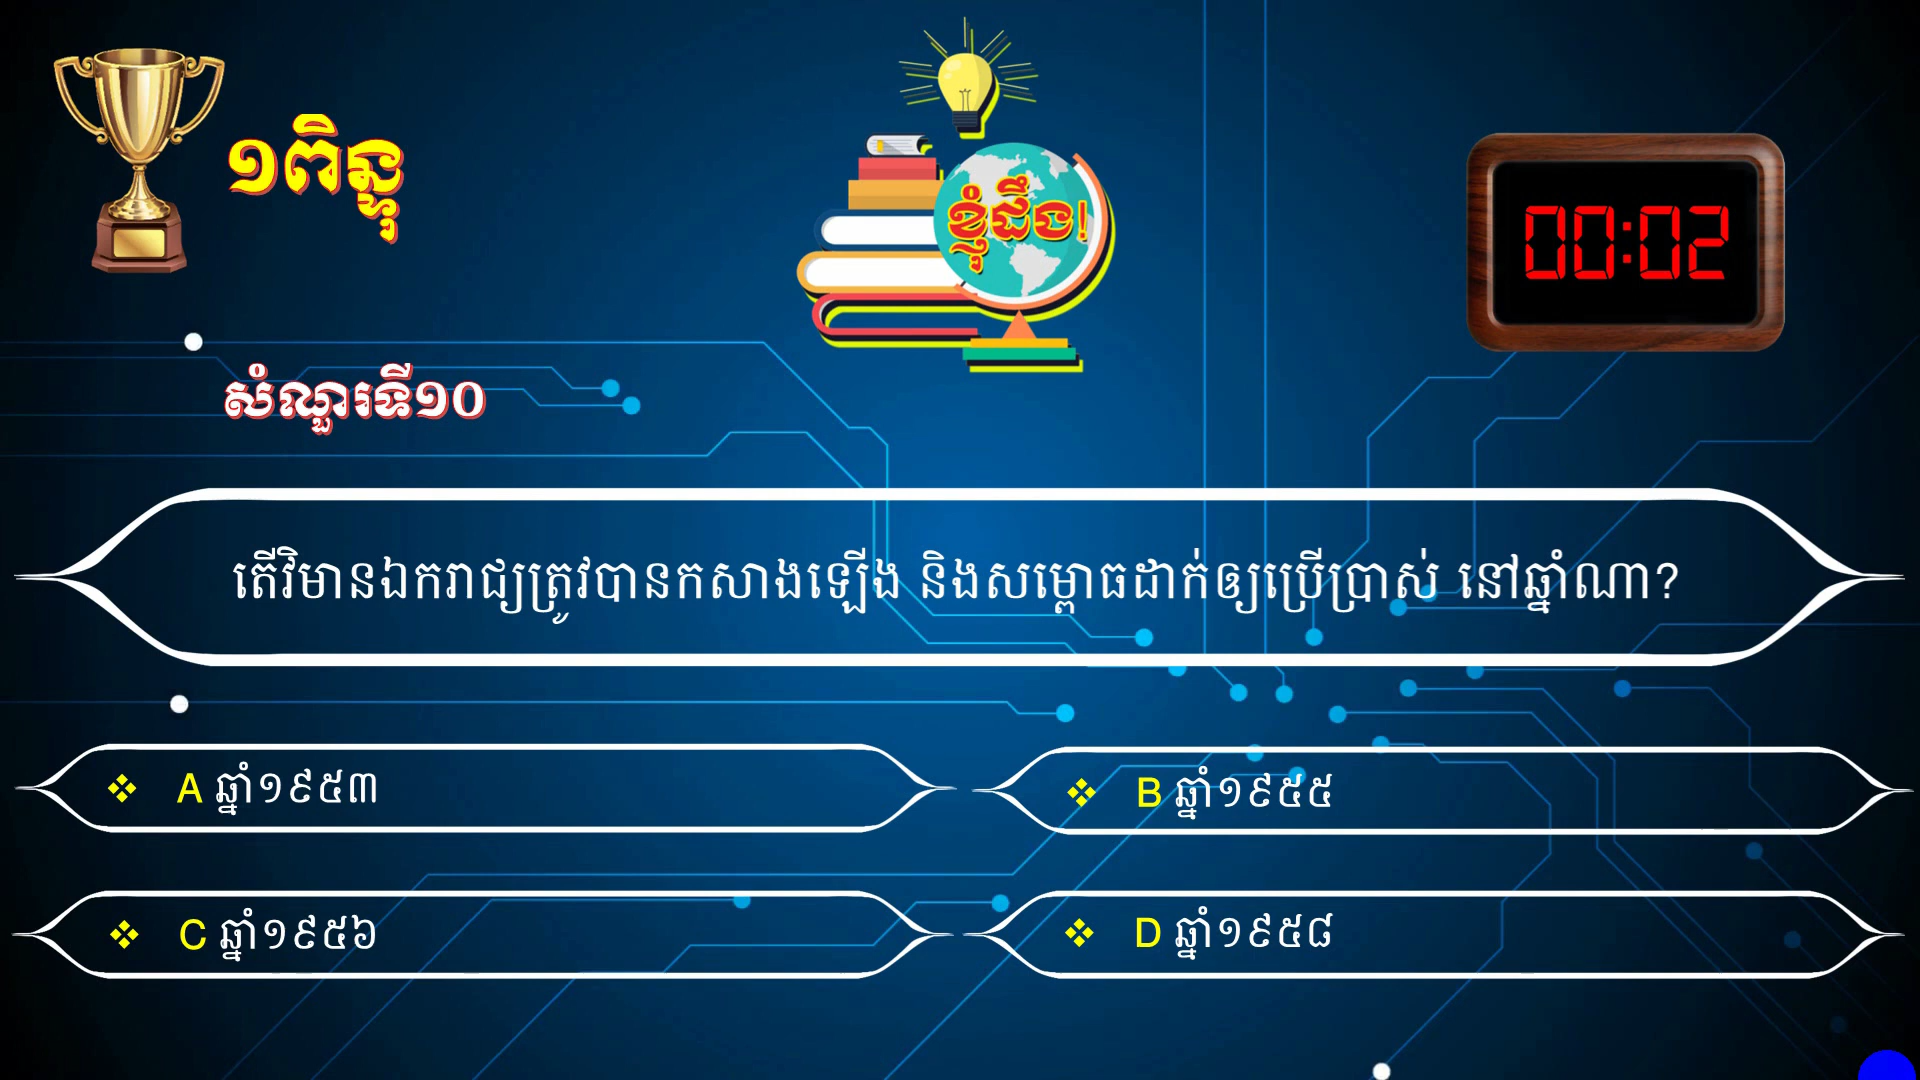 ១ពិន្ទុ
ខ្ញុំដឹង!
00:02
សំណួរទី១០
តើវិមានឯករាជ្យត្រូវបានកសាងឡើង និងសម្ពោធដាក់ឲ្យប្រើប្រាស់ នៅឆ្នាំណា?
A ឆ្នាំ១៩៥៣
B ឆ្នាំ១៩៥៥
C ឆ្នាំ១៩៥៦
D ឆ្នាំ១៩៥៨